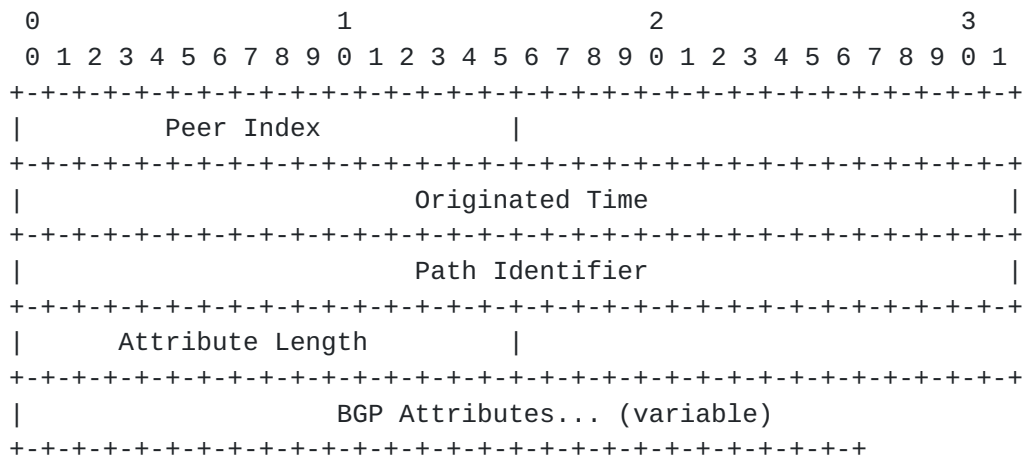 0                   1                   2                   3
 0 1 2 3 4 5 6 7 8 9 0 1 2 3 4 5 6 7 8 9 0 1 2 3 4 5 6 7 8 9 0 1
+-+-+-+-+-+-+-+-+-+-+-+-+-+-+-+-+-+-+-+-+-+-+-+-+-+-+-+-+-+-+-+-+
|         Peer Index            |
+-+-+-+-+-+-+-+-+-+-+-+-+-+-+-+-+-+-+-+-+-+-+-+-+-+-+-+-+-+-+-+-+
|                         Originated Time                       |
+-+-+-+-+-+-+-+-+-+-+-+-+-+-+-+-+-+-+-+-+-+-+-+-+-+-+-+-+-+-+-+-+
|                         Path Identifier                       |
+-+-+-+-+-+-+-+-+-+-+-+-+-+-+-+-+-+-+-+-+-+-+-+-+-+-+-+-+-+-+-+-+
|      Attribute Length         |
+-+-+-+-+-+-+-+-+-+-+-+-+-+-+-+-+-+-+-+-+-+-+-+-+-+-+-+-+-+-+-+-+
|                    BGP Attributes... (variable)
+-+-+-+-+-+-+-+-+-+-+-+-+-+-+-+-+-+-+-+-+-+-+-+-+-+-+-+